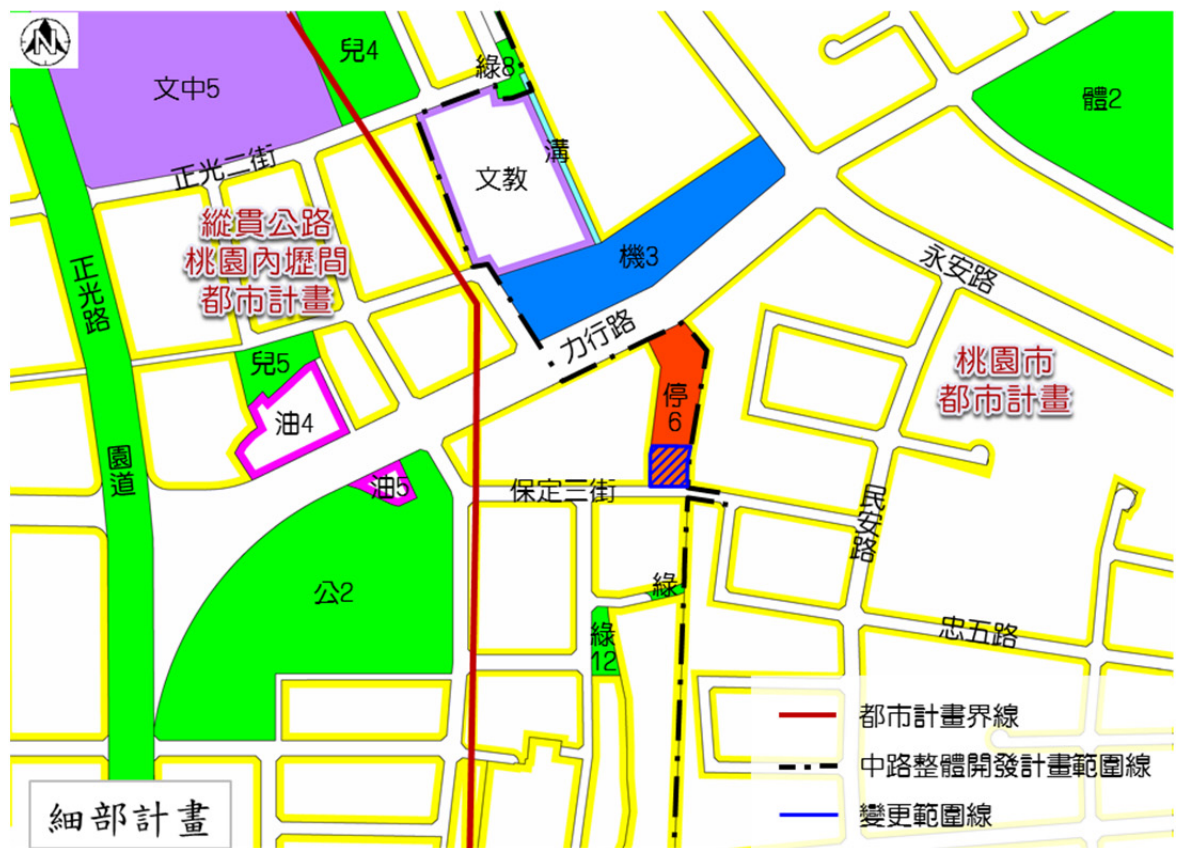 N
兒4
文中5
綠8
體2
溝
正光二街
文教
縱貫公路
桃園內壢間
都市計畫
機3
永安路
正光路
力行路
桃園市
都市計畫
兒5
停
6
油4
園道
油5
保定三街
民安路
公2
綠
忠五路
綠
12
都市計畫界線
中路整體開發計畫範圍線
變更範圍線
細部計畫